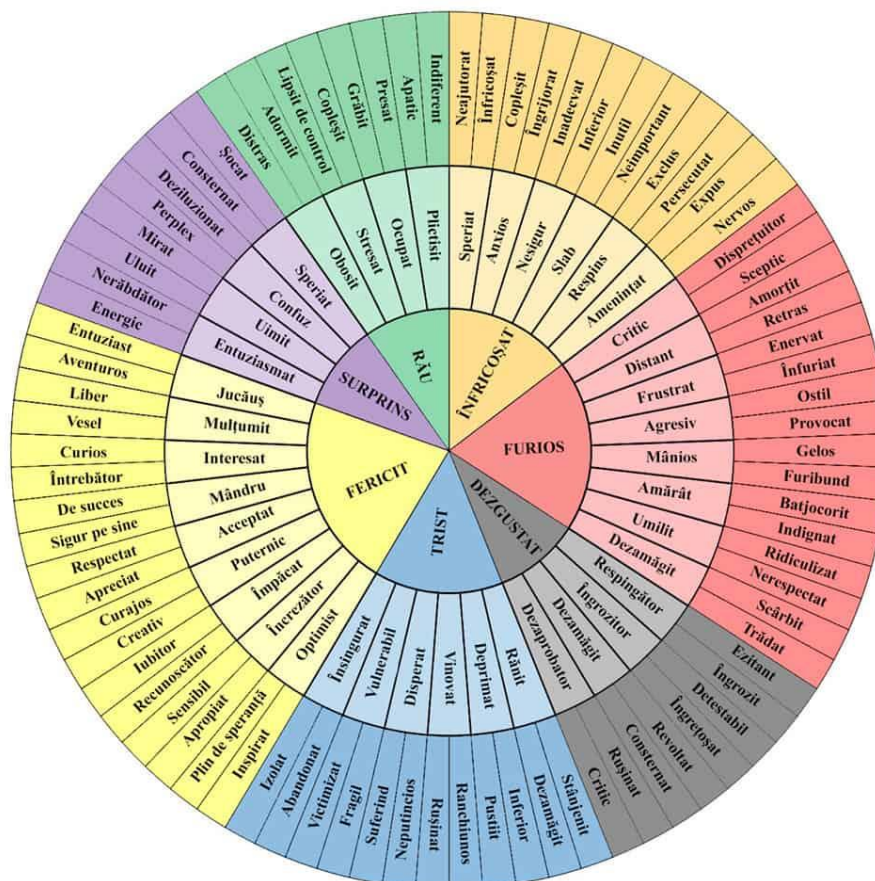 RĂU
ÎNFRICOȘAT
FURIOS
DEZGUSTAT
TRIST
FERICIT
SURPRINS
Obosit
Stresat
Ocupat
Plictisit
Speriat
Anxios
Nesigur
Slab
Respins
Amenințat
Critic
Distant
Frustrat
Agresiv
Mânios
Amărât
Umilit
Dezamăgit
Respingător
Îngrozitor
Dezamăgit
Dezaprobator
Rănit
Deprimat
Vinovat
Disperat
Vulnerabil
Însingurat
Optimist
Încrezător
Împăcat
Puternic
Acceptat
Mândru
Interesat
Mulțumit
Jucăuș
Entuziasmat
Uimit
Confuz
Speriat
Distras
Adormit
Lipsit de control
Copleșit
Grăbit
Presat
Apatic
Indiferent
Neajutorat
Înfricoșat
Copleșit
Îngrijorat
Inadecvat
Inferior
Inutil
Neimportant
Exclus
Persecutat
Expus
Nervos
Disprețuitor
Sceptic
Amorțit
Retras
Enervat
Înfuriat
Ostil
Provocat
Gelos
Furibund
Batjocorit
Indignat
Ridiculizat
Nerespectat
Scârbit
Trădat
Ezitant
Îngrozit
Detestabil
Îngrețoșat
Revoltat
Consternat
Rușinat
Critic
Stânjenit
Dezamăgit
Inferior
Pustiit
Ranchiunos
Rușinat
Neputincios
Suferind
Fragil
Victimizat
Abandonat
Izolat
Inspirat
Plin de speranță
Apropiat
Sensibil
Recunoscător
Iubitor
Creativ
Curajos
Apreciat
Respectat
Sigur pe sine
De succes
Întrebător
Curios
Vesel
Liber
Aventuros
Entuziast
Energic
Nerăbdător
Uluit
Mirat
Perplex
Deziluzionat
Consternat
Șocat